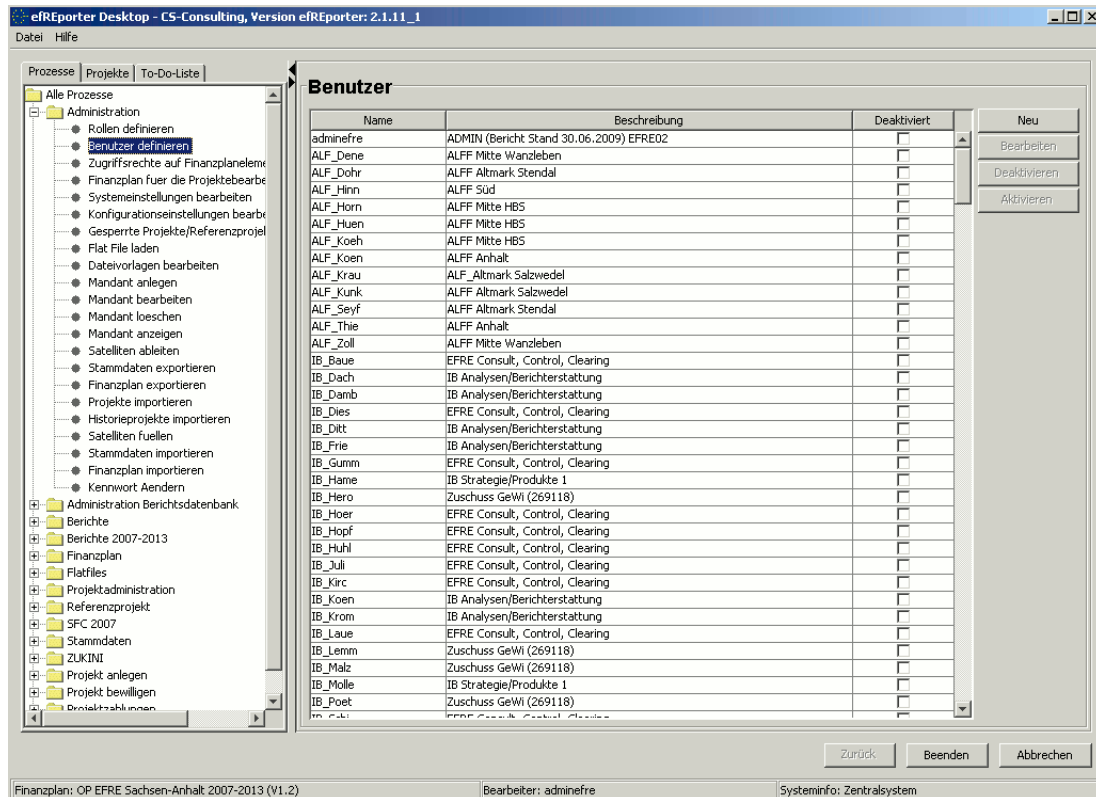 efREporter Desktop - CS-Consulting, Version efREporter: 2.1.11_1
Datei Hilfe
Prozesse Projekte To-Do-Liste
Alle Prozesse
Administration
Rollen definieren
Benutzer definieren
Zugriffsrechte auf Finanzplaneleme
Finanzplan fuer die Projektebearbe
Systemeinstellungen bearbeiten
Konfigurationseinstellungen bearbe
Gesperrte Projekte/Referenzprojel
Flat File laden
Dateivorlagen bearbeiten
Mandant anlegen
Mandant bearbeiten
Mandant loeschen
Mandant anzeigen
Satelliten ableiten
Stammdaten exportieren
Finanzplan exportieren
Projekte importieren
Historieprojekte importieren
Satelliten fuellen
Stammdaten importieren
Finanzplan importieren
Kennwort Aendern
Administration Berichtsdatenbank
Berichte
Berichte 2007-2013
Finanzplan
Flatfiles
Projektadministration
Referenzprojekt
SFC 2007
Stammdaten
ZUKINI
Projekt anlegen
Projekt bewilligen
Projektzahlungen
Benutzer
Name Beschreibung Deaktiviert
adminefre ADMIN (Bericht Stand 30.06.2009) EFRE02
ALF_Dene ALFF Mitte Wanzleben
ALF_Dohr ALFF Altmark Stendal
ALF_Hinn ALFF Süd
ALF_Horn ALFF Mitte HBS
ALF_Huen ALFF Mitte HBS
ALF_Koeh ALFF Mitte HBS
ALF_Koen ALFF Anhalt
ALF_Krau ALF_Altmark Salzwedel
ALF_Kunk ALFF Altmark Salzwedel
ALF_Seyf ALFF Altmark Stendal
ALF_Thie ALFF Anhalt
ALF_Zoll ALFF Mitte Wanzleben
IB_Baue EFRE Consult, Control, Clearing
IB_Dach IB Analysen/Berichterstattung
IB_Damb IB Analysen/Berichterstattung
IB_Dies EFRE Consult, Control, Clearing
IB_Ditt IB Analysen/Berichterstattung
IB_Frie IB Analysen/Berichterstattung
IB_Gumm EFRE Consult, Control, Clearing
IB_Hame IB Strategie/Produkte 1
IB_Hero Zuschuss GeWi (269118)
IB_Hoer EFRE Consult, Control, Clearing
IB_Hopf EFRE Consult, Control, Clearing
IB_Huhl EFRE Consult, Control, Clearing
IB_Juli EFRE Consult, Control, Clearing
IB_Kirc EFRE Consult, Control, Clearing
IB_Koen IB Analysen/Berichterstattung
IB_Krom IB Analysen/Berichterstattung
IB_Laue EFRE Consult, Control, Clearing
IB_Lemm Zuschuss GeWi (269118)
IB_Malz Zuschuss GeWi (269118)
IB_Molle IB Strategie/Produkte 1
IB_Poet Zuschuss GeWi (269118)
EFRE Consult, Control, Clearing
Neu
Bearbeiten
Deaktivieren
Aktivieren
Zurück Beenden Abbrechen
Finanzplan: OP EFRE Sachsen-Anhalt 2007-2013 (V1.2) Bearbeiter: adminefre Systeminfo: Zentralsystem